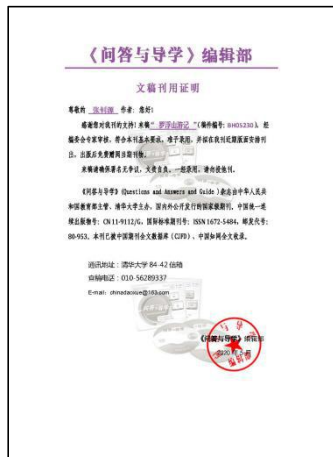 《问答与导学》编辑部
文稿刊用证明
尊敬的 张钊源 作者：您好！
感谢您对我刊的支持！来稿“ 罗浮山游记 ”（稿件编号：BH05230），经
编委会专家审核，符合本刊基本要求，准予录用，并拟在我刊近期版面安排刊
出，出版后免费赠阅当期刊物。
来稿请确保署名无争议，文责自负，一经录用，请勿投他刊。
《问答与导学》（Questions and Answers and Guide）杂志由中华人民共
和国教育部主管、清华大学主办，国内外公开发行的国家级期刊。中国统一连
续出版物号：CN 11-9112/G，国际标准期刊号：ISSN 1672-5484，邮发代号：
80-953。本刊已被中国期刊全文数据库（CJFD）、中国知网全文收录。
通讯地址：清华大学 84-42 信箱
查稿电话：010-56289337
E-mail：chinadaoxue@163.com
《问答与导学》编辑部
2020 年 5 月